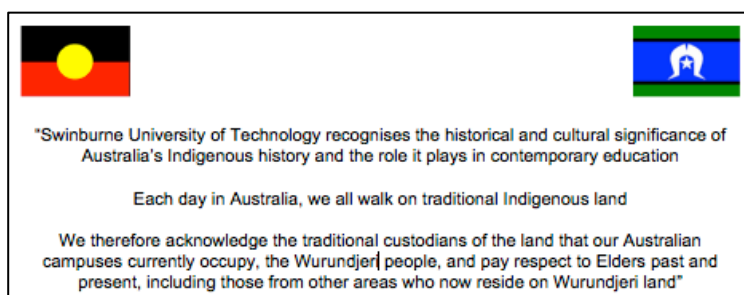 “Swinburne University of Technology recognises the historical and cultural significance of
Australia’s Indigenous history and the role it plays in contemporary education
Each day in Australia, we all walk on traditional Indigenous land
We therefore acknowledge the traditional custodians of the land that our Australian
campuses currently occupy, the Wurundjeri people, and pay respect to Elders past and
present, including those from other areas who now reside on Wurundjeri land”